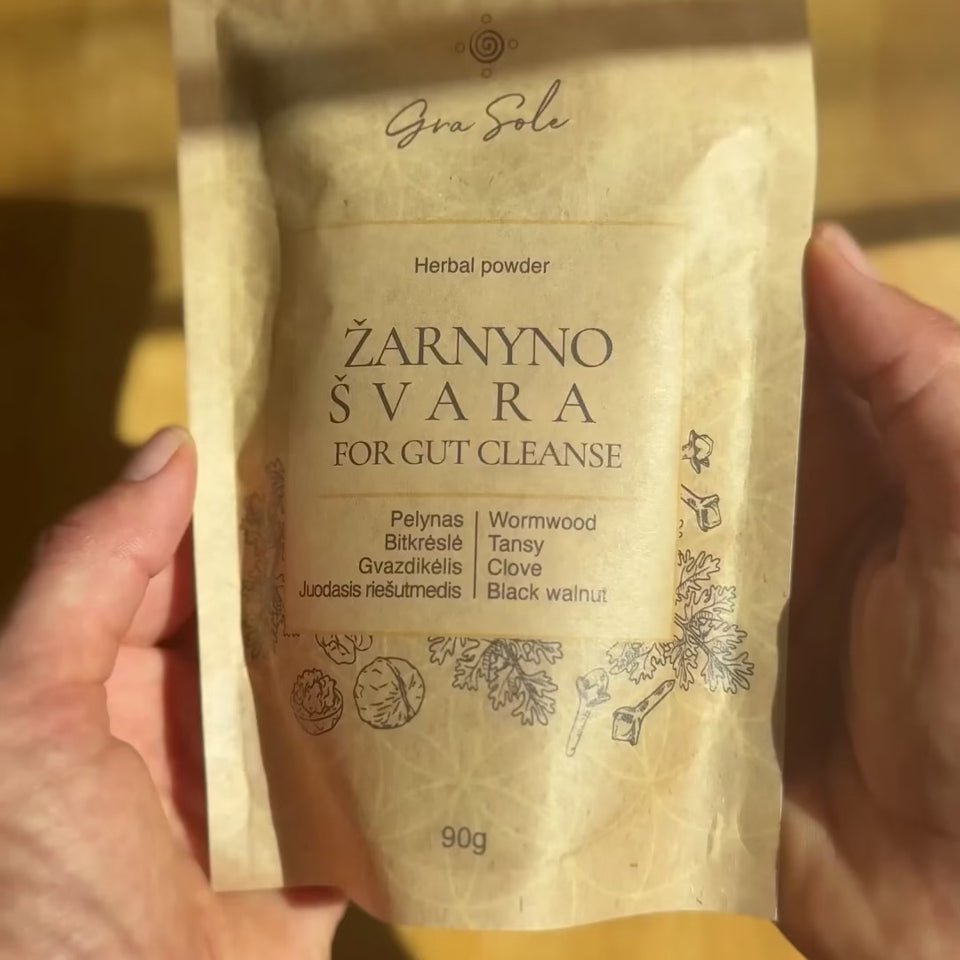 Gra Sole
Herbal powder
ŽARNYNO
ŠVARA
FOR GUT CLEANSE
Pelynas | Wormwood
Bitkrėslė | Tansy
Gvazdikėlis | Clove
Juodasis riešutmedis | Black walnut
90g